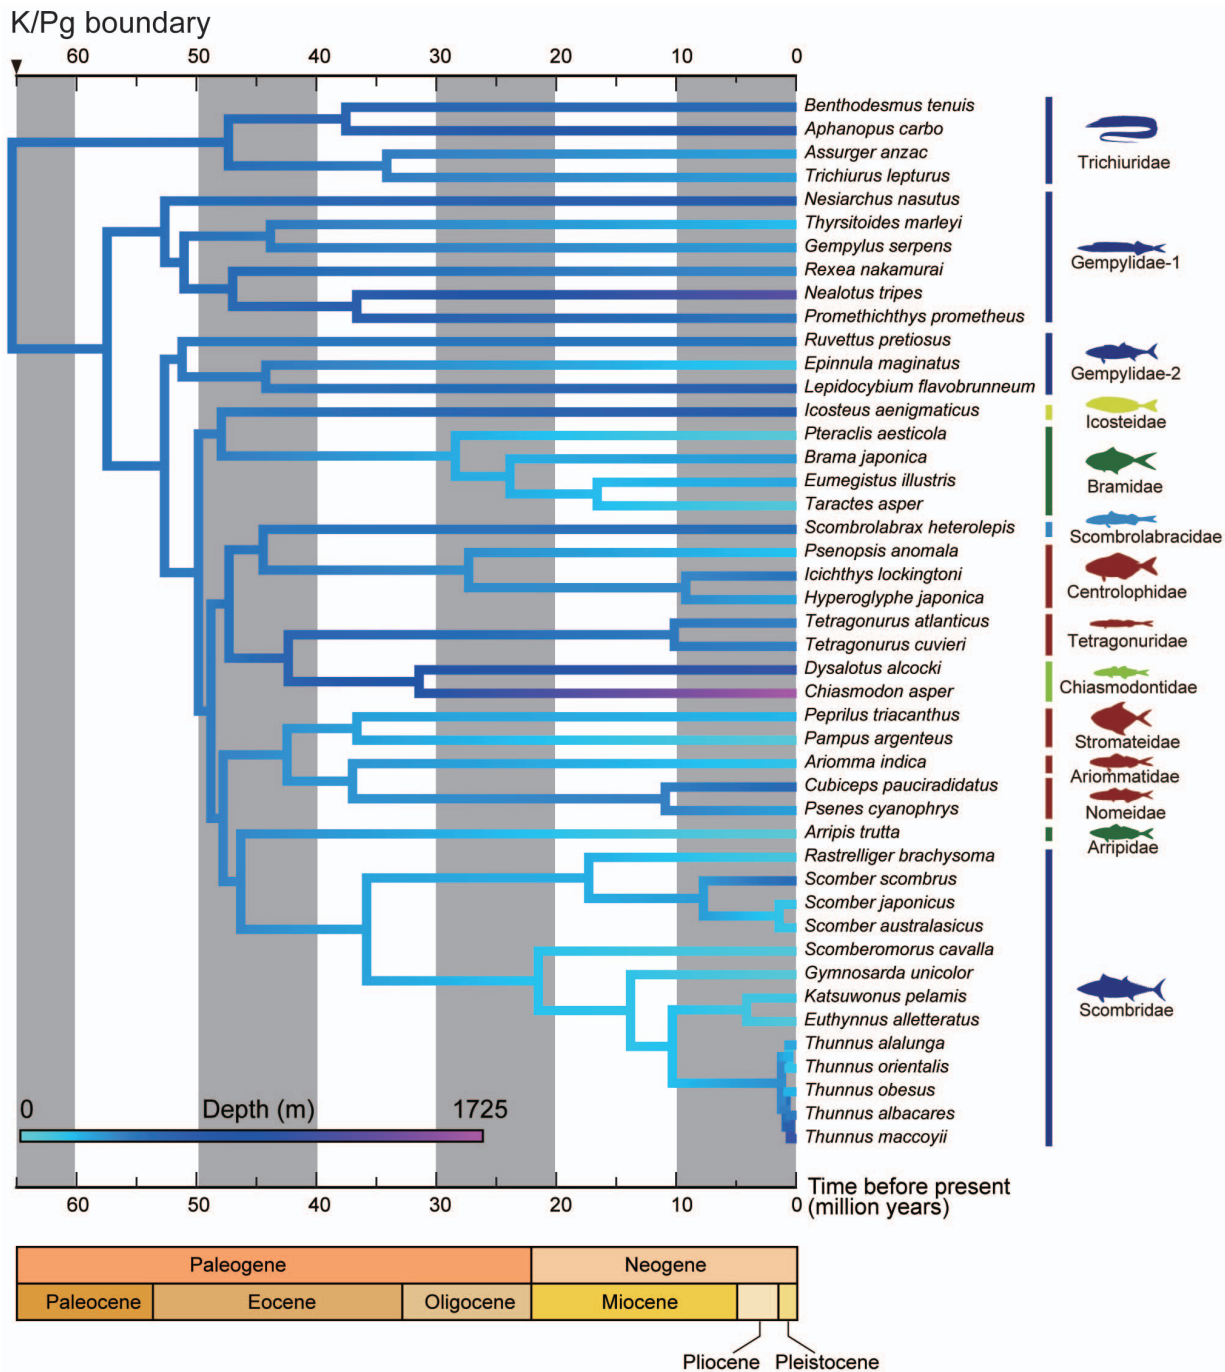 K/Pg boundary
60 50 40 30 20 10 0
Benthodesmus tenuis
Aphanopus carbo
Assurger anzac
Trichiurus lepturus
Trichiuridae
Nesiarchus nasutus
Thyrsitoides marleyi
Gempylus serpens
Rexea nakamurai
Nealotus tripes
Promethichthys prometheus
Gempylidae-1
Ruvettus pretiosus
Epinnula maginatus
Lepidocybium flavobrunneum
Gempylidae-2
Icosteus aenigmaticus
Icosteidae
Pteraclis aesticola
Brama japonica
Eumegistus illustris
Taractes asper
Bramidae
Scombrolabrax heterolepis
Scombrolabracidae
Psenopsis anomala
Icichthys lockingtoni
Hyperoglyphe japonica
Centrolophidae
Tetragonurus atlanticus
Tetragonurus cuvieri
Tetragonuridae
Dysalotus alcocki
Chiasmodon asper
Chiasmodontidae
Peprilus triacanthus
Pampus argenteus
Stromateidae
Ariomma indica
Ariommatidae
Cubiceps pauciradidatus
Psenes cyanophrys
Nomeidae
Arripis trutta
Arripidae
Rastrelliger brachysoma
Scomber scombrus
Scomber japonicus
Scomber australasicus
Scomberomorus cavalla
Gymnosarda unicolor
Katsuwonus pelamis
Euthynnus alletteratus
Thunnus alalunga
Thunnus orientalis
Thunnus obesus
Thunnus albacares
Thunnus maccoyii
Scombridae
0 Depth (m) 1725
60 50 40 30 20 10 0
Time before present
(million years)
Paleogene Neogene
Paleocene Eocene Oligocene Miocene
Pliocene Pleistocene